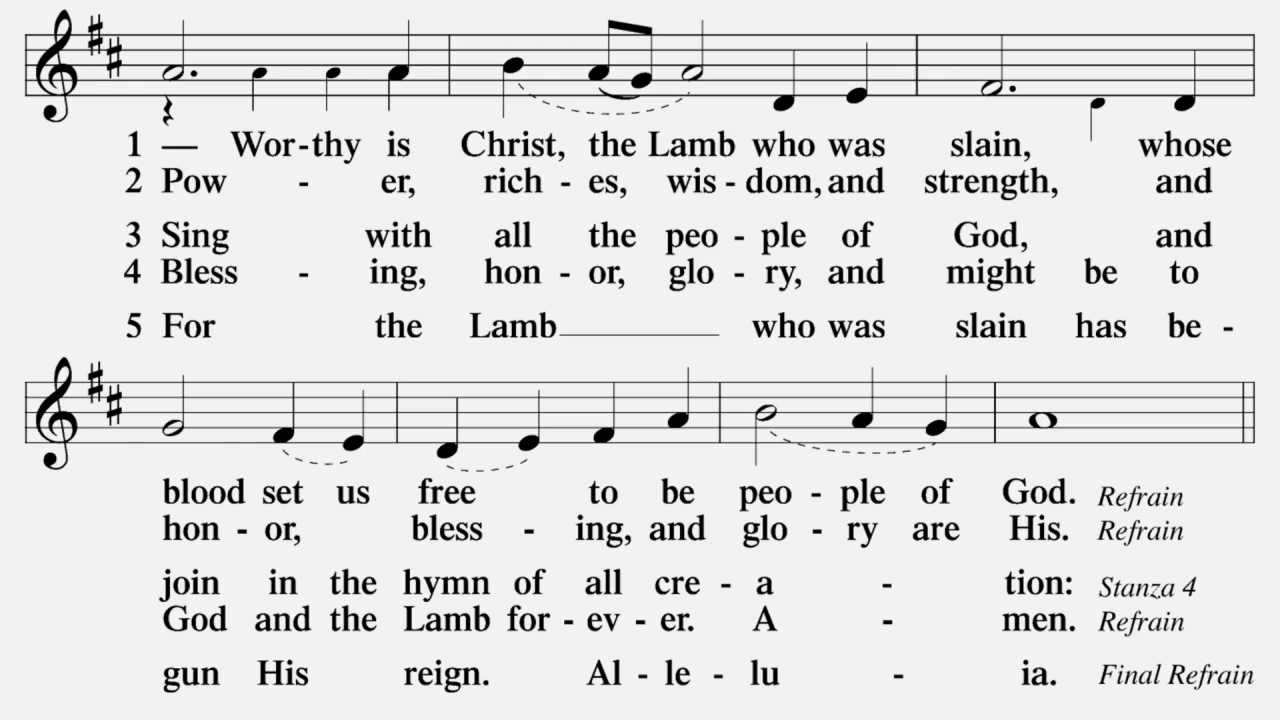 1 — Wor-thy is Christ, the Lamb who was slain, whose
2 Pow - er, rich - es, wis - dom, and strength, and
3 Sing with all the peo - ple of God, and
4 Bless - ing, hon - or, glo - ry, and might be to
5 For the Lamb who was slain has be -
blood set us free to be peo - ple of God. Refrain
hon - or, bless - ing, and glo - ry are His. Refrain
join in the hymn of all cre - a - tion: Stanza 4
God and the Lamb for - ev - er. A - men. Refrain
gun His reign. Al - le - lu - ia. Final Refrain